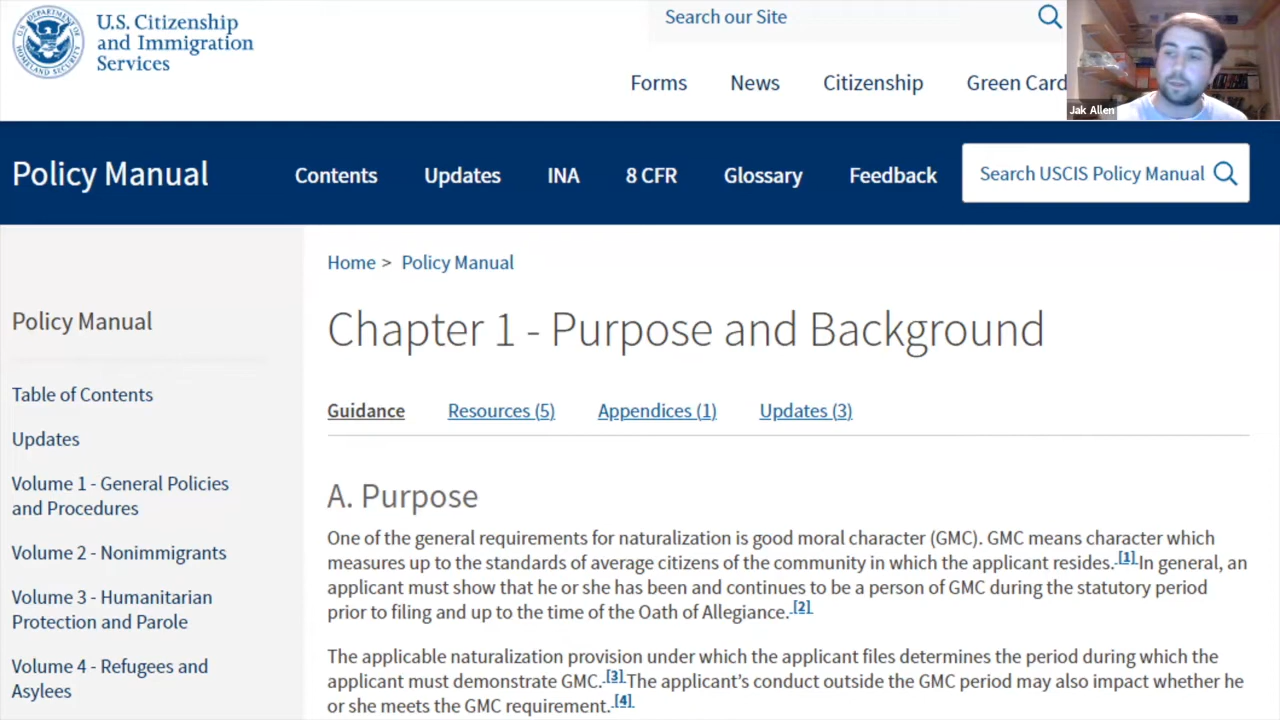 U.S. Citizenship
and Immigration
Services
Search our Site
Forms News Citizenship Green Card
Jak Allen
Policy Manual Contents Updates INA 8 CFR Glossary Feedback Search USCIS Policy Manual
Home > Policy Manual
Policy Manual
Table of Contents
Updates
Volume 1 - General Policies
and Procedures
Volume 2 - Nonimmigrants
Volume 3 - Humanitarian
Protection and Parole
Volume 4 - Refugees and
Asylees
Chapter 1 - Purpose and Background
Guidance Resources (5) Appendices (1) Updates (3)
A. Purpose
One of the general requirements for naturalization is good moral character (GMC). GMC means character which
measures up to the standards of average citizens of the community in which the applicant resides.[1] In general, an
applicant must show that he or she has been and continues to be a person of GMC during the statutory period
prior to filing and up to the time of the Oath of Allegiance.[2]
The applicable naturalization provision under which the applicant files determines the period during which the
applicant must demonstrate GMC.[3] The applicant’s conduct outside the GMC period may also impact whether he
or she meets the GMC requirement.[4]